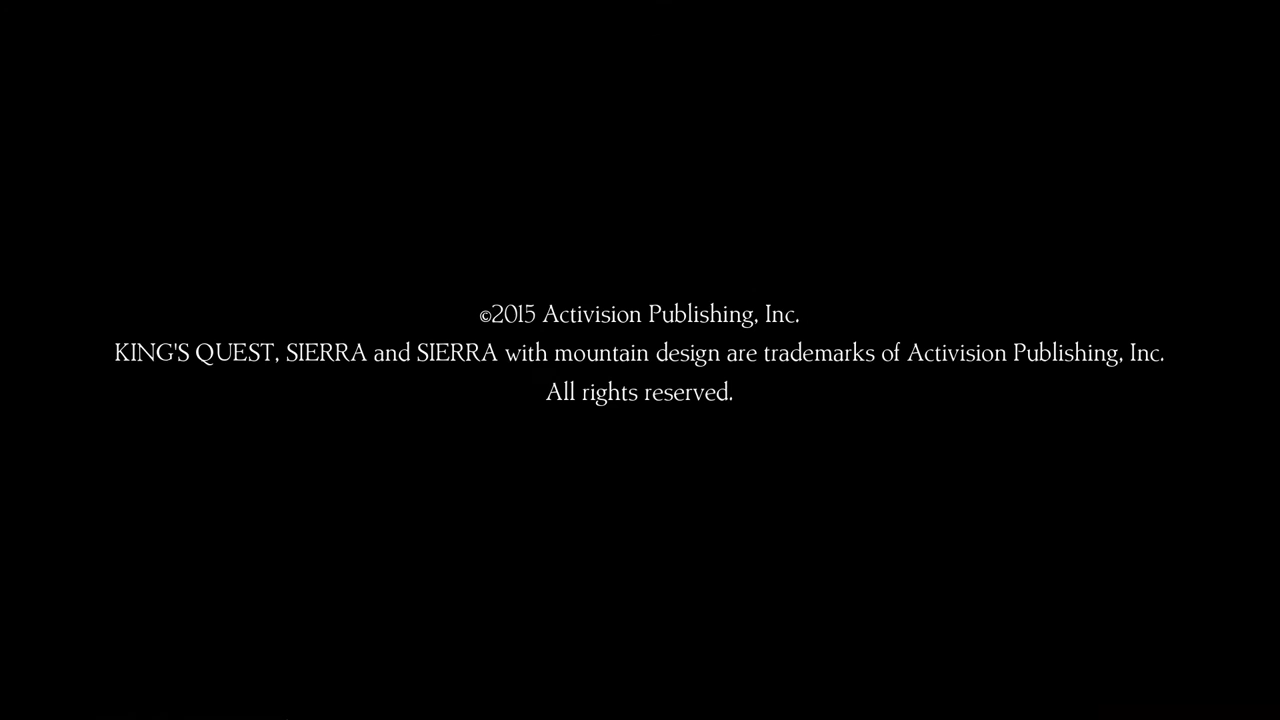 ©2015 Activision Publishing, Inc.
KING'S QUEST, SIERRA and SIERRA with mountain design are trademarks of Activision Publishing, Inc.
All rights reserved.